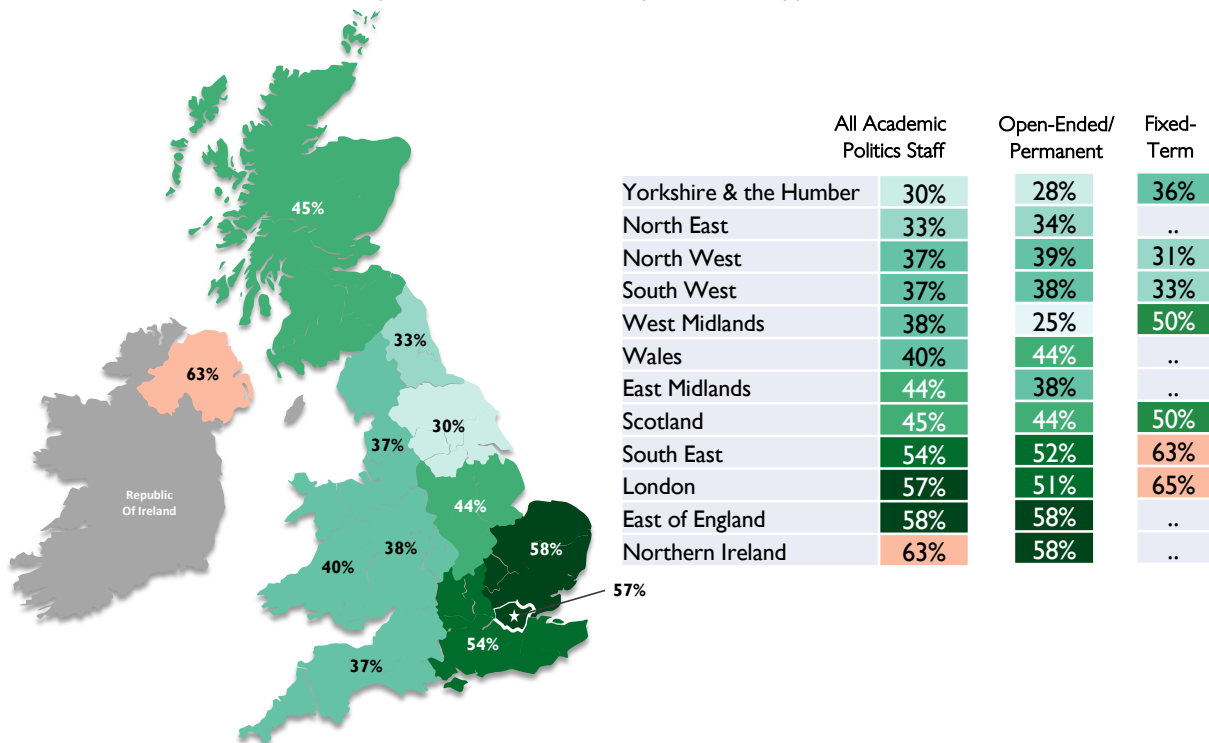 45%
33%
63%
30%
37%
Republic
Of Ireland
44%
38%
58%
40%
57%
54%
37%
All Academic Politics Staff Open-Ended/ Permanent Fixed- Term
Yorkshire & the Humber 30% 28% 36%
North East 33% 34% ..
North West 37% 39% 31%
South West 37% 38% 33%
West Midlands 38% 25% 50%
Wales 40% 44% ..
East Midlands 44% 38% ..
Scotland 45% 44% 50%
South East 54% 52% 63%
London 57% 51% 65%
East of England 58% 58% ..
Northern Ireland 63% 58% ..